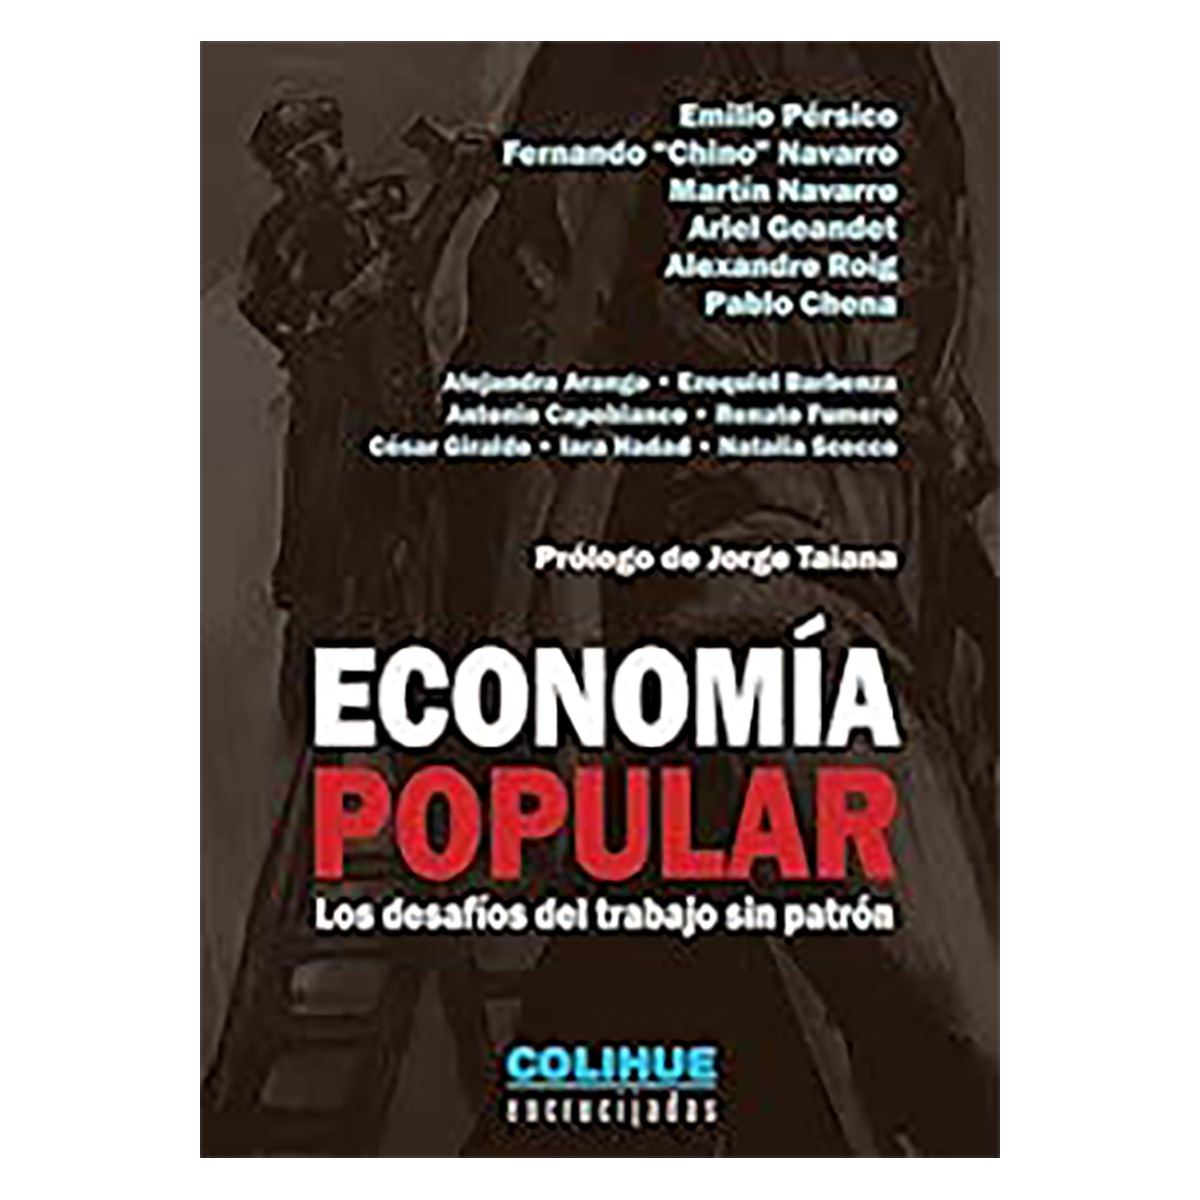 Emilio Pérsico
Fernando "Chino" Navarro
Martín Navarro
Ariel Geandet
Alexandre Roig
Pablo Chena
Alejandra Arango • Ezequiel Barbenza
Antonio Capobianco • Renato Fumero
César Giraldo • Iara Hadad • Natalia Scocco
Prólogo de Jorge Taiana
ECONOMÍA
POPULAR
Los desafíos del trabajo sin patrón
COLIHUE
encrucijadas